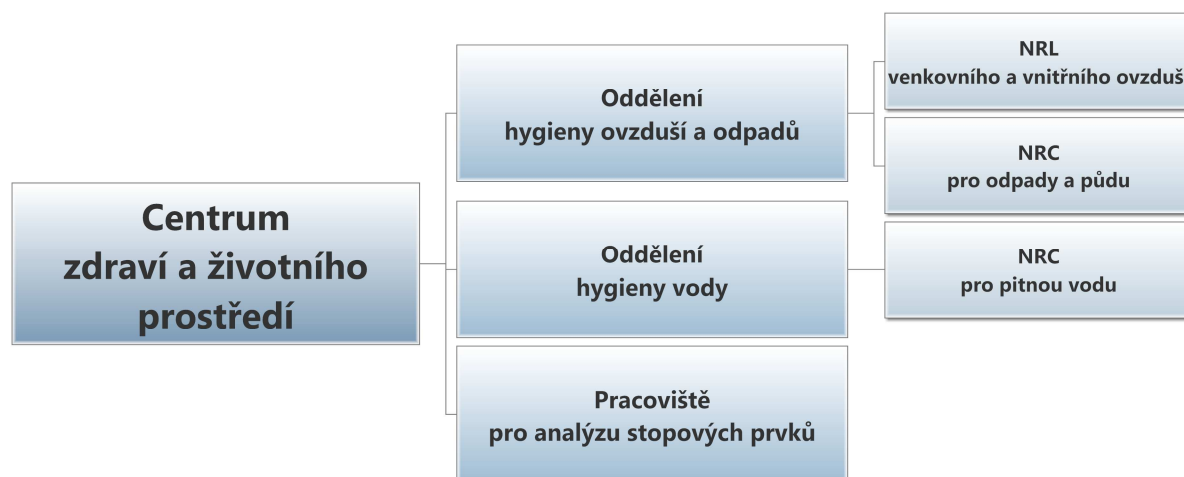 Centrum
zdraví a životního
prostředí
Oddělení
hygieny ovzduší a odpadů
NRL
venkovního a vnitřního ovzduš
NRC
pro odpady a půdu
Oddělení
hygieny vody
NRC
pro pitnou vodu
Pracoviště
pro analýzu stopových prvků